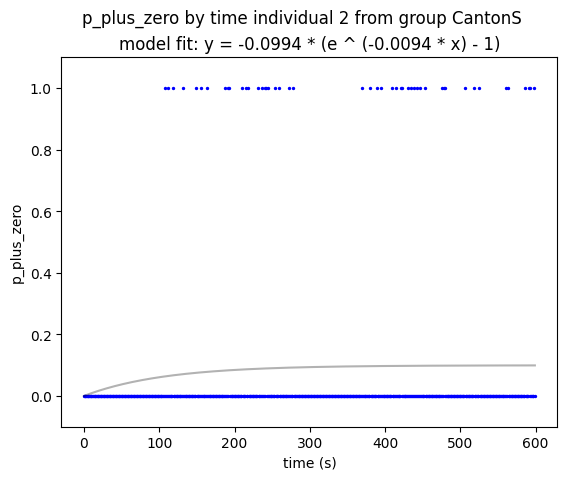 p_plus_zero by time individual 2 from group CantonS
model fit: y = -0.0994 * (e ^ (-0.0094 * x) - 1)
1.0
0.8
0.6
0.4
0.2
0.0
p_plus_zero
0 100 200 300 400 500 600
time (s)